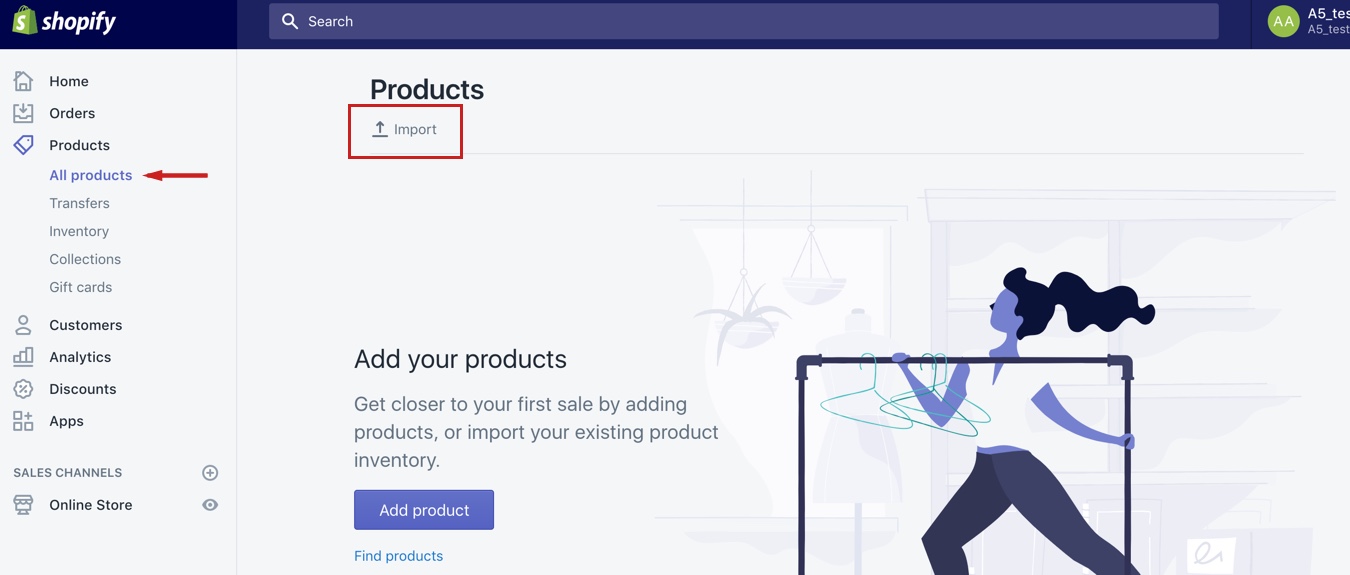 shopify
Search
AA
A5_tes
A5_test
Home
Orders
Products
All products
Transfers
Inventory
Collections
Gift cards
Customers
Analytics
Discounts
Apps
SALES CHANNELS
Online Store
Products
Import
Add your products
Get closer to your first sale by adding
products, or import your existing product
inventory.
Add product
Find products